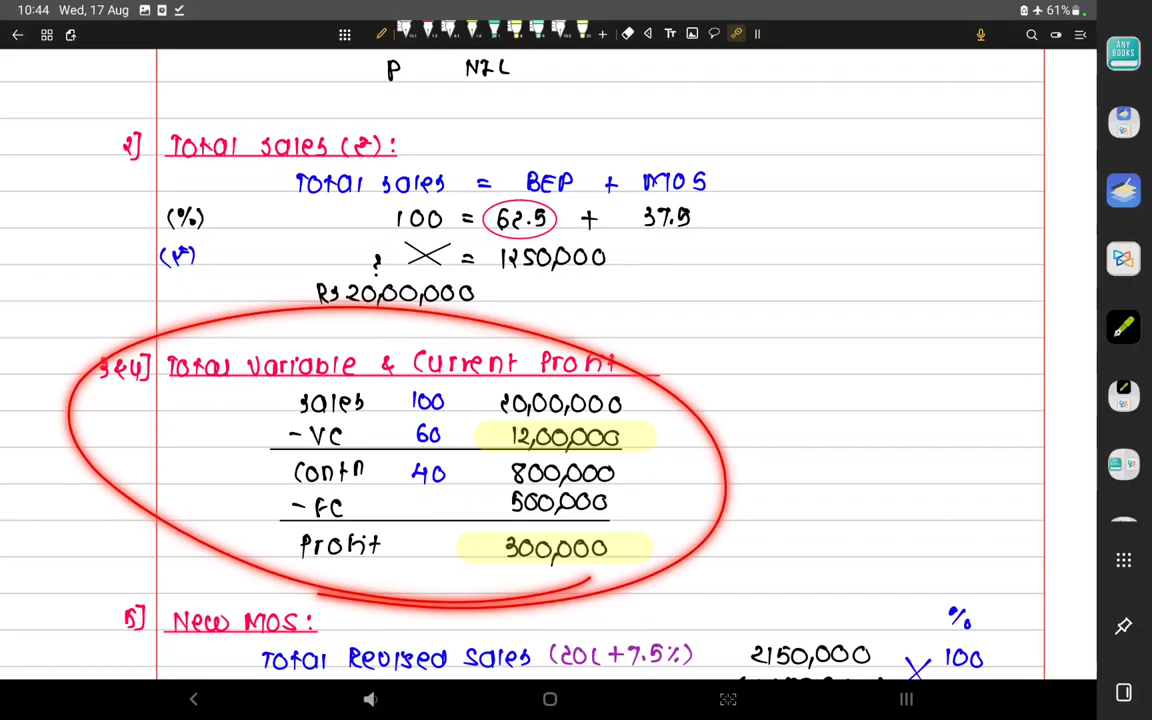 10:44 Wed, 17 Aug 61%
P NIL
2] Total sales (₹):
Total sales = BEP + MOS
(%) 100 = 62.5 + 37.5
(₹) ? = 1250,000
Rs 20,00,000
3&4] Total Variable & Current Profit
Sales 100 20,00,000
- VC 60 12,00,000
Contn 40 800,000
- FC 500,000
Profit 300,000
%
5] New MOS:
Total Revised Sales (20L+7.5%) 2150,000 100
ANY BOOKS